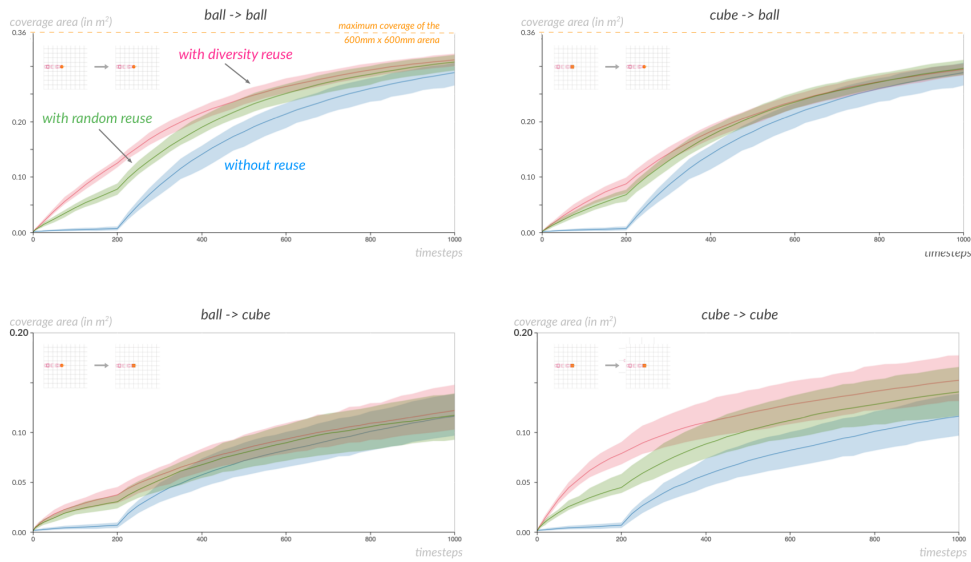 ball -> ball
coverage area (in m²)
0.36
maximum coverage of the
600mm x 600mm arena
with diversity reuse
with random reuse
without reuse
0.20
0.10
0.00
0 200 400 600 800 1000
timesteps
cube -> ball
coverage area (in m²)
0.36
0.20
0.10
0.00
0 200 400 600 800 1000
timesteps
ball -> cube
coverage area (in m²)
0.20
0.10
0.05
0.00
0 200 400 600 800 1000
timesteps
cube -> cube
coverage area (in m²)
0.20
0.10
0.05
0.00
0 200 400 600 800 1000
timesteps